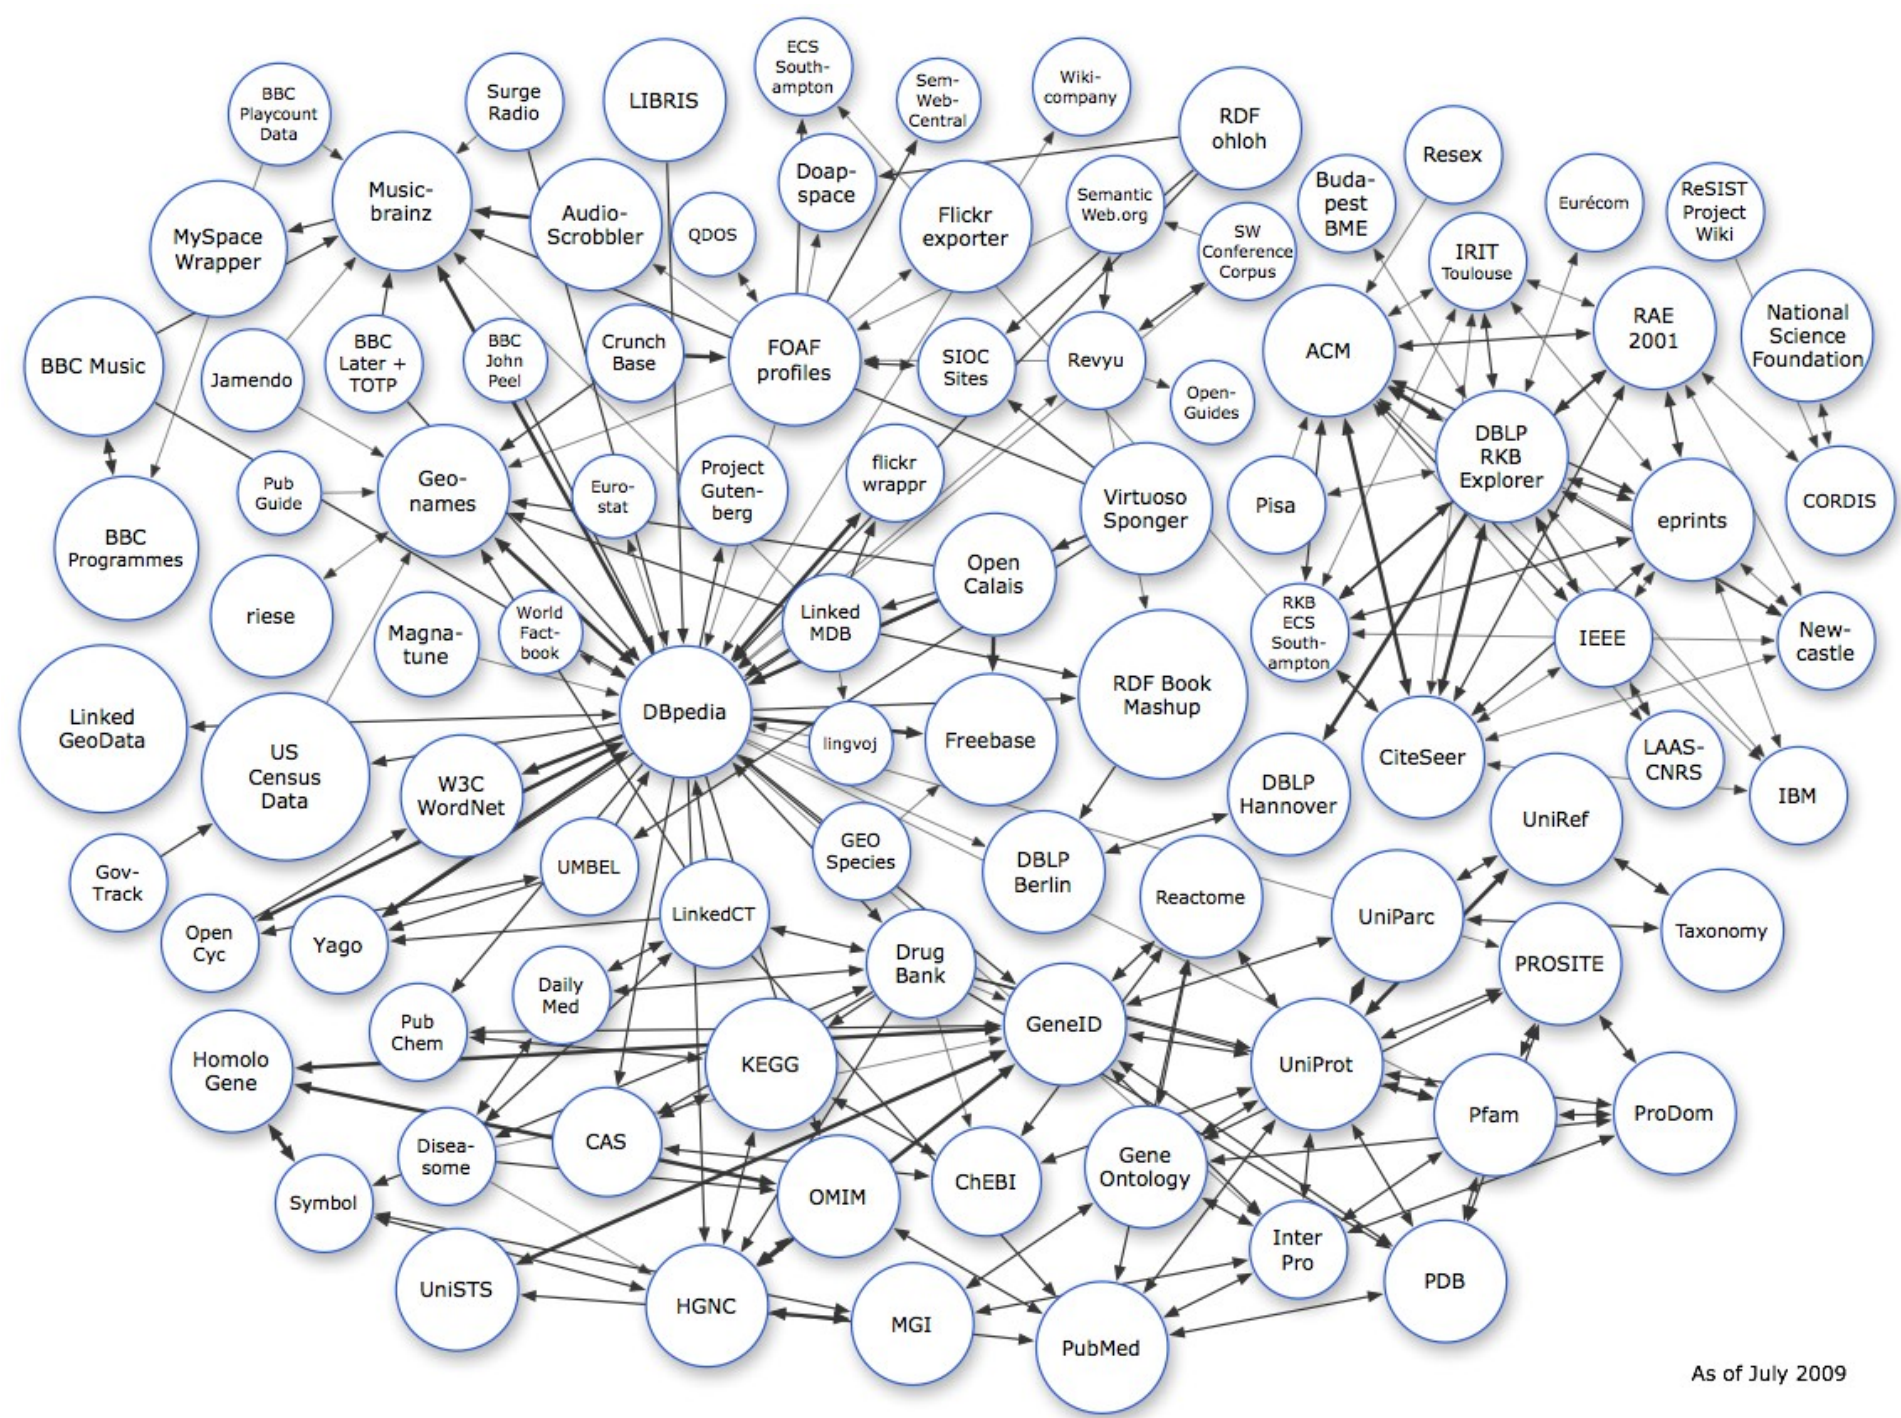 BBC
Playcount
Data
Surge
Radio
LIBRIS
ECS
South-
ampton
Sem-
Web-
Central
Wiki-
company
RDF
ohloh
Resex
Music-
brainz
MySpace
Wrapper
Audio-
Scrobbler
QDOS
Doap-
space
Flickr
exporter
Semantic
Web.org
SW
Conference
Corpus
Buda-
pest
BME
IRIT
Toulouse
Eurécom
ReSIST
Project
Wiki
BBC Music
Jamendo
BBC
Later +
TOTP
BBC
John
Peel
Crunch
Base
FOAF
profiles
SIOC
Sites
Revyu
Open-
Guides
ACM
RAE
2001
National
Science
Foundation
BBC
Programmes
Pub
Guide
Geo-
names
Euro-
stat
Project
Guten-
berg
flickr
wrappr
Virtuoso
Sponger
Pisa
DBLP
RKB
Explorer
eprints
CORDIS
riese
Magna-
tune
World
Fact-
book
Linked
MDB
Open
Calais
RKB
ECS
South-
ampton
IEEE
New-
castle
Linked
GeoData
US
Census
Data
W3C
WordNet
DBpedia
lingvoj
Freebase
RDF Book
Mashup
DBLP
Hannover
CiteSeer
LAAS-
CNRS
IBM
Gov-
Track
Open
Cyc
Yago
UMBEL
LinkedCT
GEO
Species
DBLP
Berlin
Reactome
UniParc
UniRef
Taxonomy
PROSITE
Daily
Med
Drug
Bank
Homolo
Gene
Pub
Chem
KEGG
GeneID
UniProt
Pfam
ProDom
Symbol
Disea-
some
CAS
OMIM
ChEBI
Gene
Ontology
Inter
Pro
PDB
UniSTS
HGNC
MGI
PubMed
As of July 2009